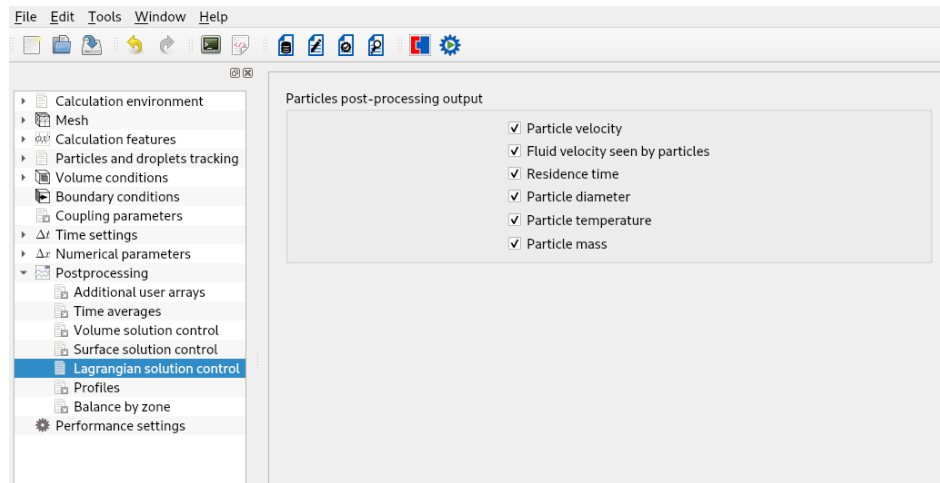 File Edit Tools Window Help
Calculation environment
Mesh
Calculation features
Particles and droplets tracking
Volume conditions
Boundary conditions
Coupling parameters
Δt Time settings
Δx Numerical parameters
Postprocessing
Additional user arrays
Time averages
Volume solution control
Surface solution control
Lagrangian solution control
Profiles
Balance by zone
Performance settings
Particles post-processing output
Particle velocity
Fluid velocity seen by particles
Residence time
Particle diameter
Particle temperature
Particle mass